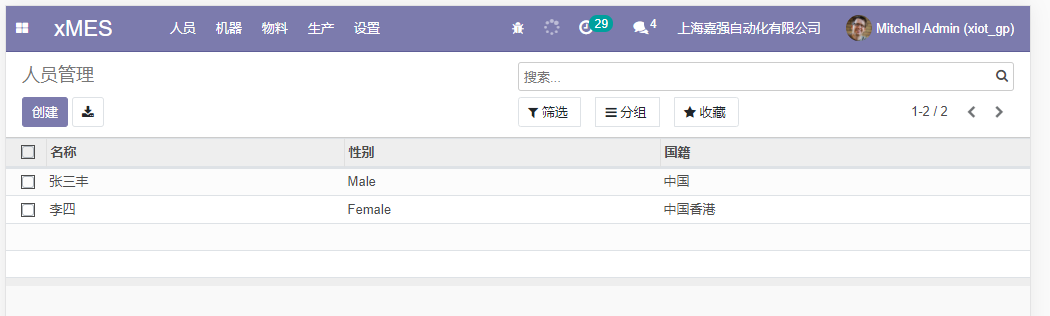 xMES 人员 机器 物料 生产 设置 29 4 上海嘉强自动化有限公司 Mitchell Admin (xiot_gp)
人员管理 搜索...
创建 筛选 分组 收藏 1-2 / 2
名称 性别 国籍
张三丰 Male 中国
李四 Female 中国香港